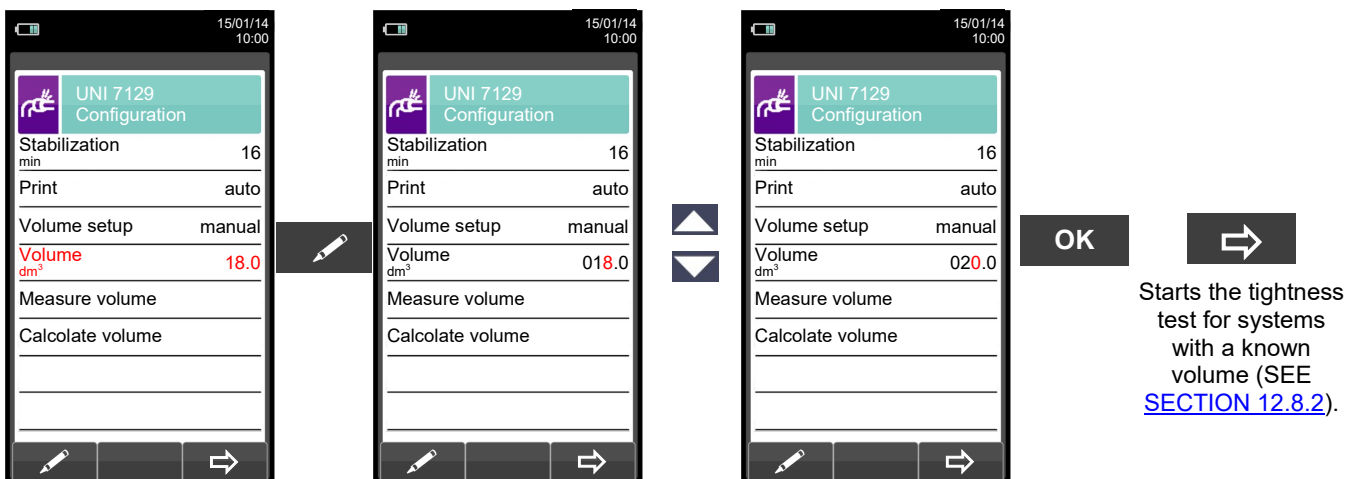 15/01/14
10:00
UNI 7129
Configuration
Stabilization
min
16
Print
auto
Volume setup
manual
Volume
dm³
18.0
Measure volume
Calcolate volume
15/01/14
10:00
UNI 7129
Configuration
Stabilization
min
16
Print
auto
Volume setup
manual
Volume
dm³
018.0
Measure volume
Calcolate volume
15/01/14
10:00
UNI 7129
Configuration
Stabilization
min
16
Print
auto
Volume setup
manual
Volume
dm³
020.0
Measure volume
Calcolate volume
OK
Starts the tightness
test for systems
with a known
volume (SEE
SECTION 12.8.2).